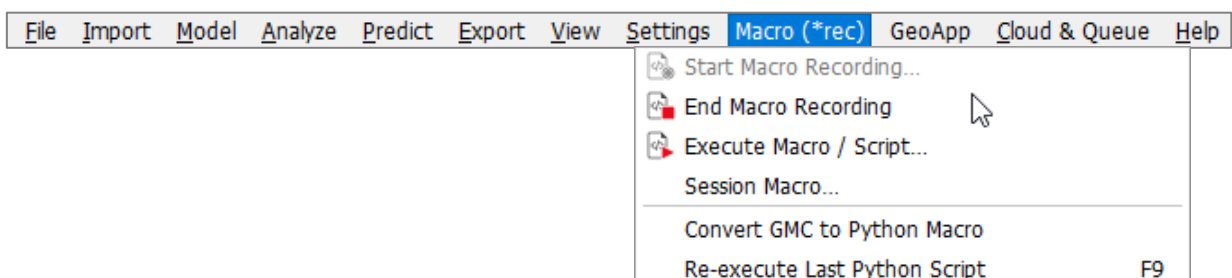 File Import Model Analyze Predict Export View Settings Macro (*rec) GeoApp Cloud & Queue Help
Start Macro Recording...
End Macro Recording
Execute Macro / Script...
Session Macro...
Convert GMC to Python Macro
Re-execute Last Python Script F9